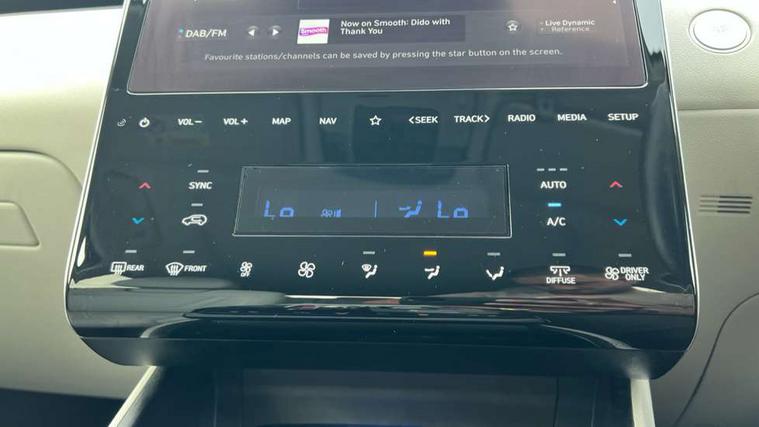 DAB/FM
Smooth
Now on Smooth: Dido with
Thank You
Live Dynamic
Reference
Favourite stations/channels can be saved by pressing the star button on the screen.
VOL− VOL+ MAP NAV <SEEK TRACK> RADIO MEDIA SETUP
SYNC AUTO
Lo Lo
A/C
REAR FRONT DIFFUSE DRIVER
ONLY